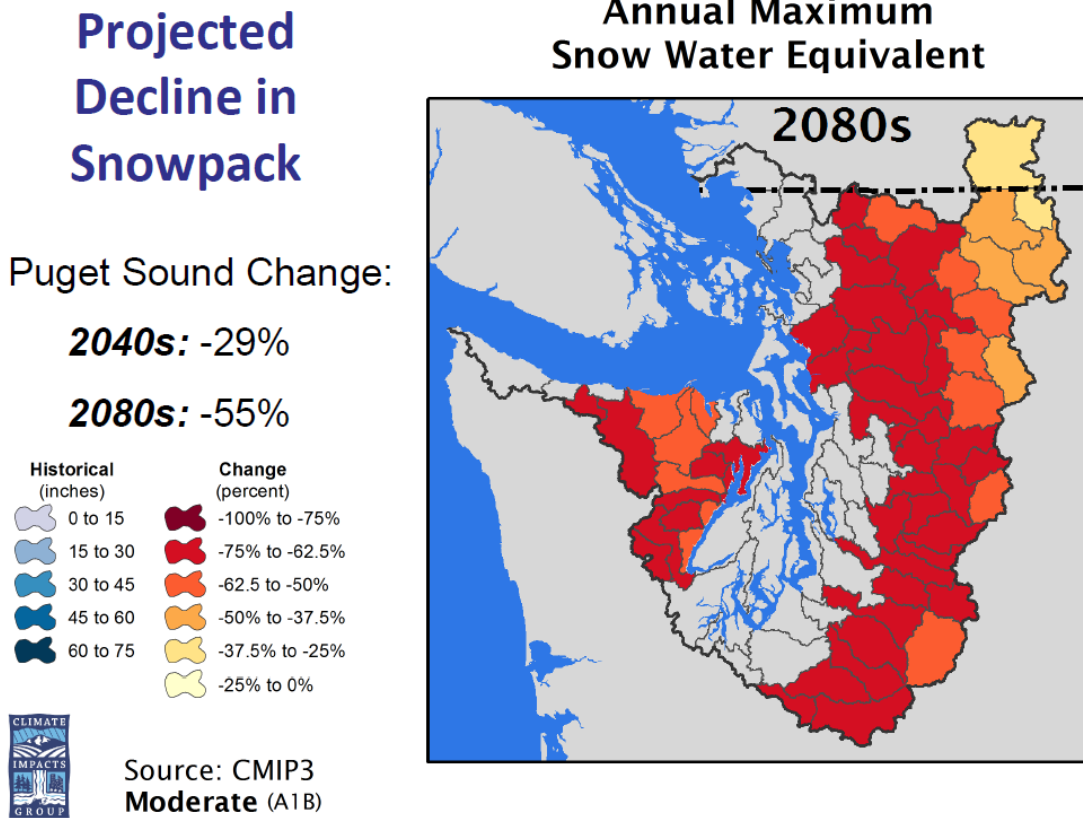 Projected
Decline in
Snowpack
Puget Sound Change:
2040s: -29%
2080s: -55%
Historical
(inches)
0 to 15
15 to 30
30 to 45
45 to 60
60 to 75
Change
(percent)
-100% to -75%
-75% to -62.5%
-62.5 to -50%
-50% to -37.5%
-37.5% to -25%
-25% to 0%
CLIMATE
IMPACTS
GROUP
Source: CMIP3
Moderate (A1B)
Annual Maximum
Snow Water Equivalent
2080s